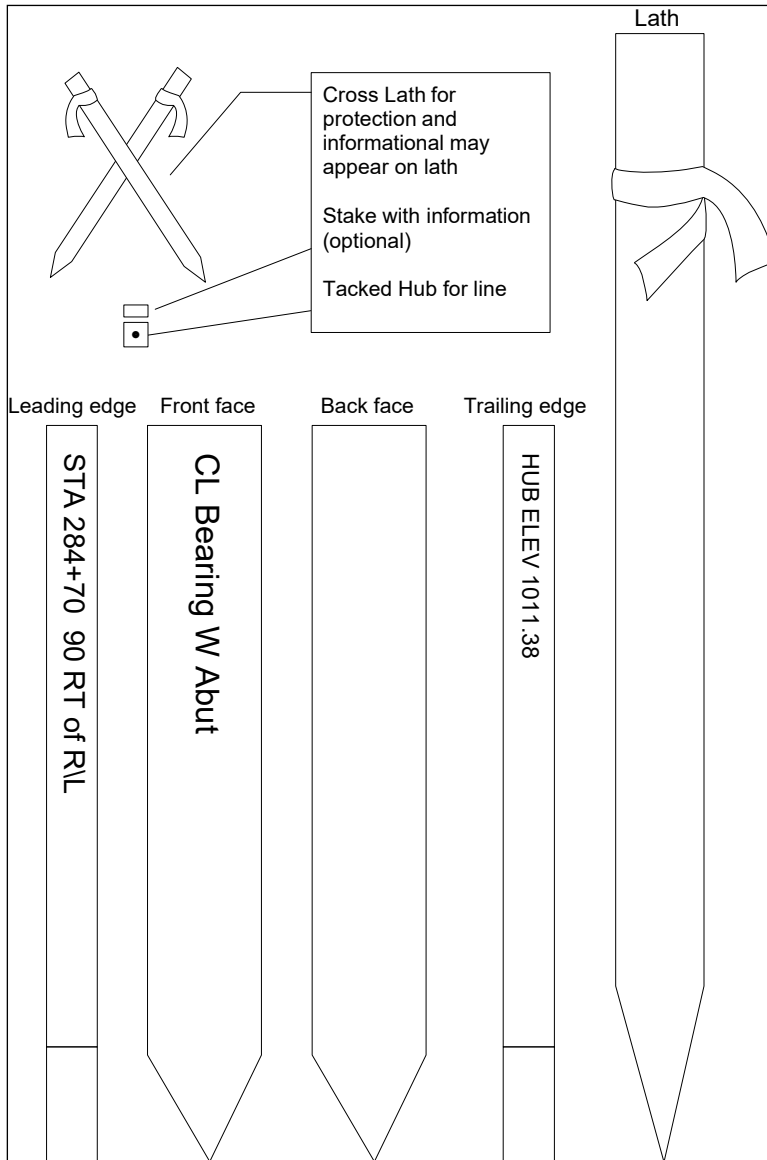 Lath
Cross Lath for
protection and
informational may
appear on lath
Stake with information
(optional)
Tacked Hub for line
Leading edge
Front face
Back face
Trailing edge
STA 284+70 90 RT of R\L
CL Bearing W Abut
HUB ELEV 1011.38